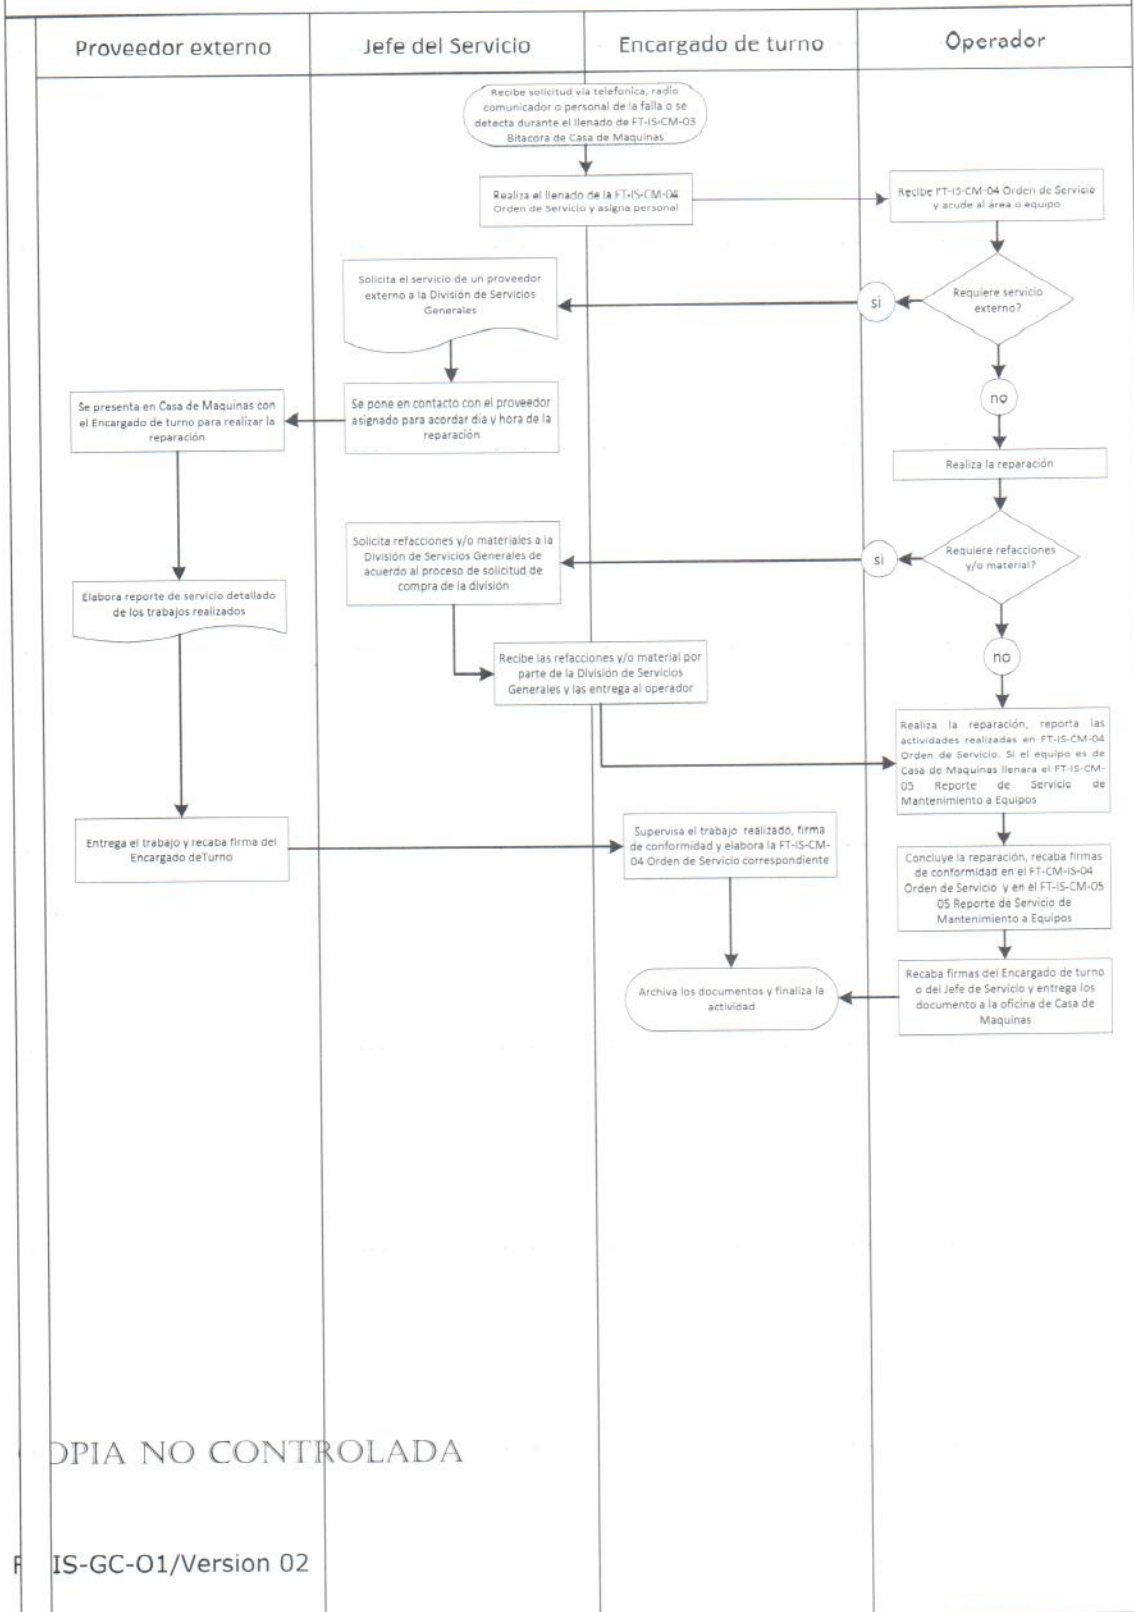 Proveedor externo
Jefe del Servicio
Encargado de turno
Operador
Recibe solicitud via telefonica, radio
comunicador o personal de la falla o se
detecta durante el llenado de FT-IS-CM-03
Bitacora de Casa de Maquinas
Realiza el llenado de la FT-IS-CM-04
Orden de Servicio y asigna personal
Recibe FT-IS-CM-04 Orden de Servicio
y acude al área o equipo
Requiere servicio
externo?
si
Solicita el servicio de un proveedor
externo a la División de Servicios
Generales
no
Se pone en contacto con el proveedor
asignado para acordar dia y hora de la
reparación
Se presenta en Casa de Maquinas con
el Encargado de turno para realizar la
reparación
Realiza la reparación
Requiere refacciones
y/o material?
si
Solicita refacciones y/o materiales a la
División de Servicios Generales de
acuerdo al proceso de solicitud de
compra de la división
Elabora reporte de servicio detallado
de los trabajos realizados
no
Recibe las refacciones y/o material por
parte de la División de Servicios
Generales y las entrega al operador
Realiza la reparación, reporta las
actividades realizadas en FT-IS-CM-04
Orden de Servicio. Si el equipo es de
Casa de Maquinas llenara el FT-IS-CM-
05 Reporte de Servicio de
Mantenimiento a Equipos
Entrega el trabajo y recaba firma del
Encargado deTurno
Supervisa el trabajo realizado, firma
de conformidad y elabora la FT-IS-CM-
04 Orden de Servicio correspondiente
Concluye la reparación, recaba firmas
de conformidad en el FT-CM-IS-04
Orden de Servicio y en el FT-IS-CM-05
05 Reporte de Servicio de
Mantenimiento a Equipos
Recaba firmas del Encargado de turno
o del Jefe de Servicio y entrega los
documento a la oficina de Casa de
Maquinas
Archiva los documentos y finaliza la
actividad
OPIA NO CONTROLADA
IS-GC-O1/Version 02